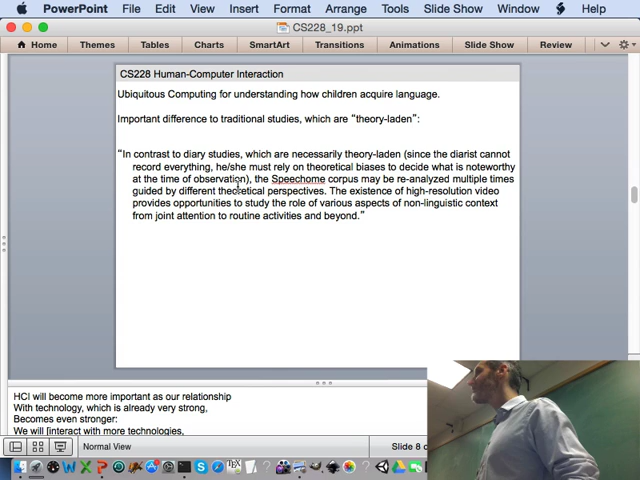 PowerPoint File Edit View Insert Format Arrange Tools Slide Show Window Help
CS228_19.ppt
Home Themes Tables Charts SmartArt Transitions Animations Slide Show Review
CS228 Human-Computer Interaction
Ubiquitous Computing for understanding how children acquire language.
Important difference to traditional studies, which are “theory-laden”:
“In contrast to diary studies, which are necessarily theory-laden (since the diarist cannot
record everything, he/she must rely on theoretical biases to decide what is noteworthy
at the time of observation), the Speechome corpus may be re-analyzed multiple times
guided by different theoretical perspectives. The existence of high-resolution video
provides opportunities to study the role of various aspects of non-linguistic context
from joint attention to routine activities and beyond.”
HCI will become more important as our relationship
With technology, which is already very strong,
Becomes even stronger:
We will interact with more technologies,
Normal View Slide 8